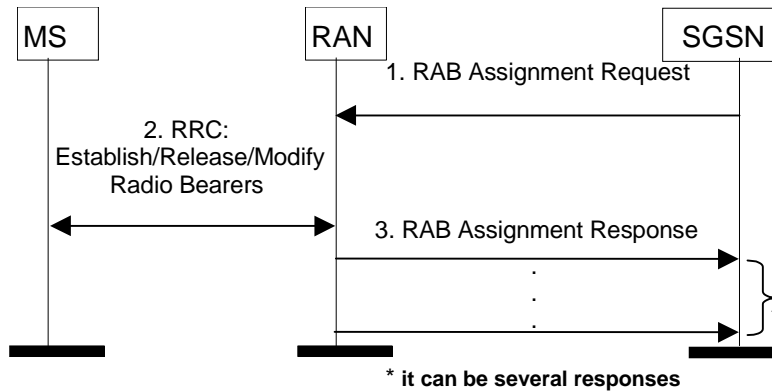 MS
RAN
SGSN
1. RAB Assignment Request
2. RRC:
Establish/Release/Modify
Radio Bearers
3. RAB Assignment Response
.
.
.
* it can be several responses